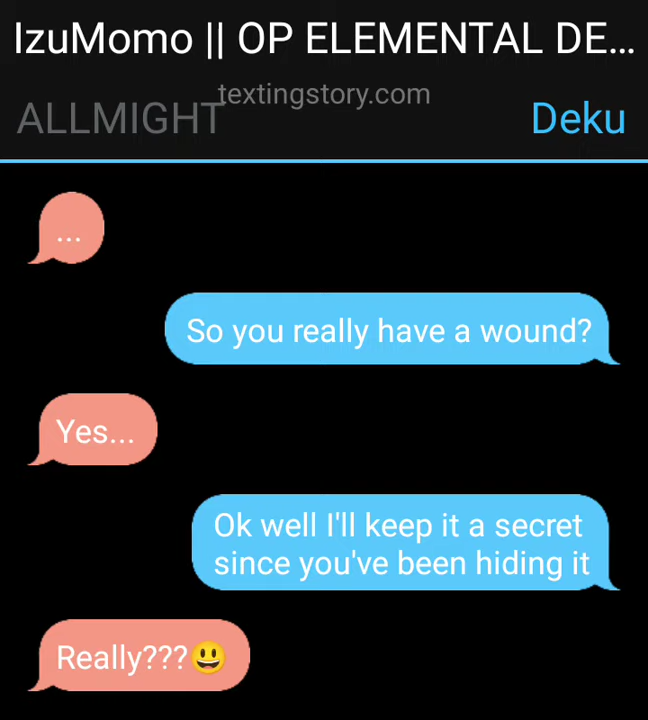 IzuMomo || OP ELEMENTAL DE...
textingstory.com
ALLMIGHT
Deku
...
So you really have a wound?
Yes...
Ok well I'll keep it a secret
since you've been hiding it
Really???😃